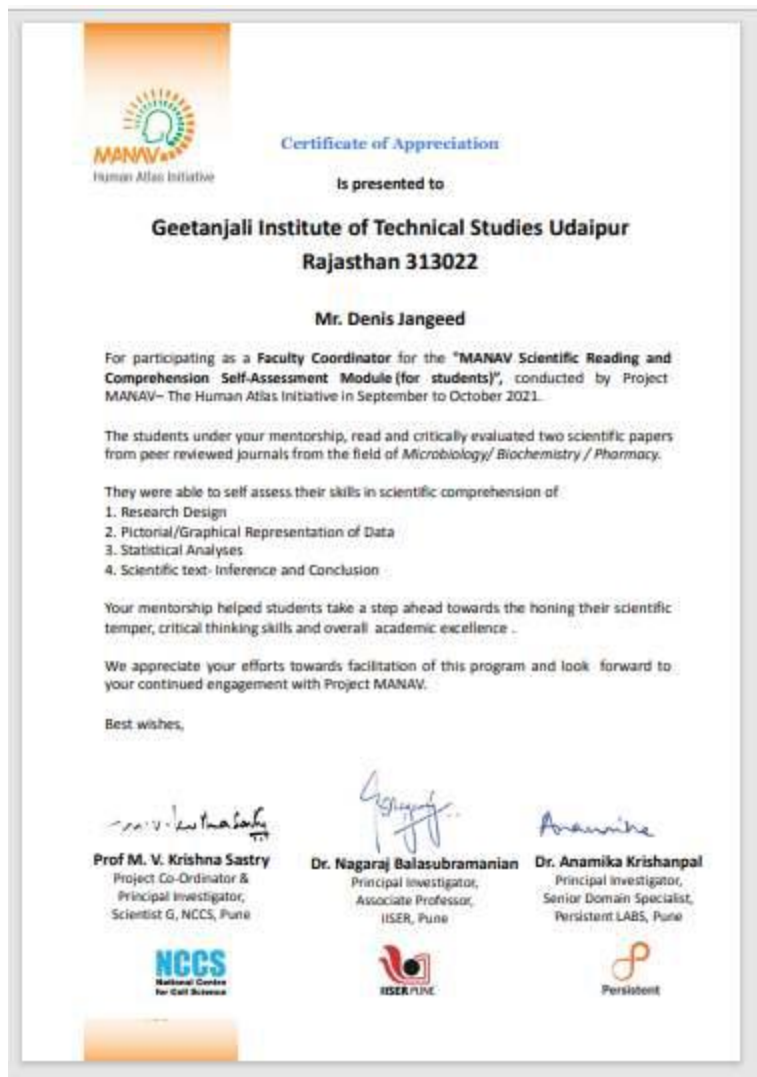 MANAV
Human Atlas Initiative
Certificate of Appreciation
Is presented to
Geetanjali Institute of Technical Studies Udaipur
Rajasthan 313022
Mr. Denis Jangeed
For participating as a Faculty Coordinator for the "MANAV Scientific Reading and
Comprehension Self-Assessment Module (for students)", conducted by Project
MANAV– The Human Atlas Initiative in September to October 2021.
The students under your mentorship, read and critically evaluated two scientific papers
from peer reviewed journals from the field of Microbiology/ Biochemistry / Pharmacy.
They were able to self assess their skills in scientific comprehension of
1. Research Design
2. Pictorial/Graphical Representation of Data
3. Statistical Analyses
4. Scientific text- Inference and Conclusion
Your mentorship helped students take a step ahead towards the honing their scientific
temper, critical thinking skills and overall academic excellence .
We appreciate your efforts towards facilitation of this program and look forward to
your continued engagement with Project MANAV.
Best wishes,
Anamika
Prof M. V. Krishna Sastry
Project Co-Ordinator &
Principal Investigator,
Scientist G, NCCS, Pune
Dr. Nagaraj Balasubramanian
Principal Investigator,
Associate Professor,
IISER, Pune
Dr. Anamika Krishanpal
Principal Investigator,
Senior Domain Specialist,
Persistent LABS, Pune
NCCS
National Centre
for Cell Science
IISER PUNE
Persistent